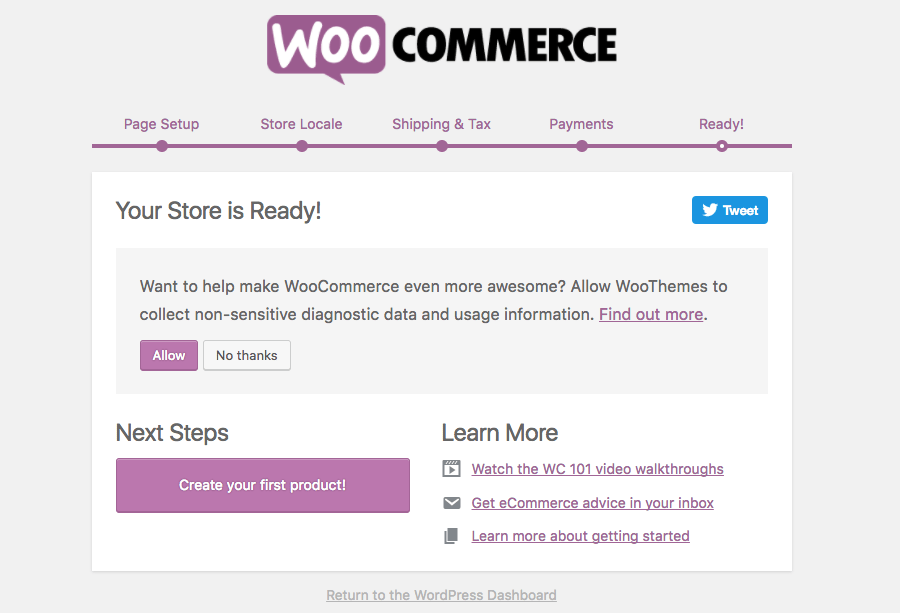 WOO COMMERCE
Page Setup
Store Locale
Shipping & Tax
Payments
Ready!
Your Store is Ready!
Tweet
Want to help make WooCommerce even more awesome? Allow WooThemes to
collect non-sensitive diagnostic data and usage information. Find out more.
Allow
No thanks
Next Steps
Create your first product!
Learn More
Watch the WC 101 video walkthroughs
Get eCommerce advice in your inbox
Learn more about getting started
Return to the WordPress Dashboard